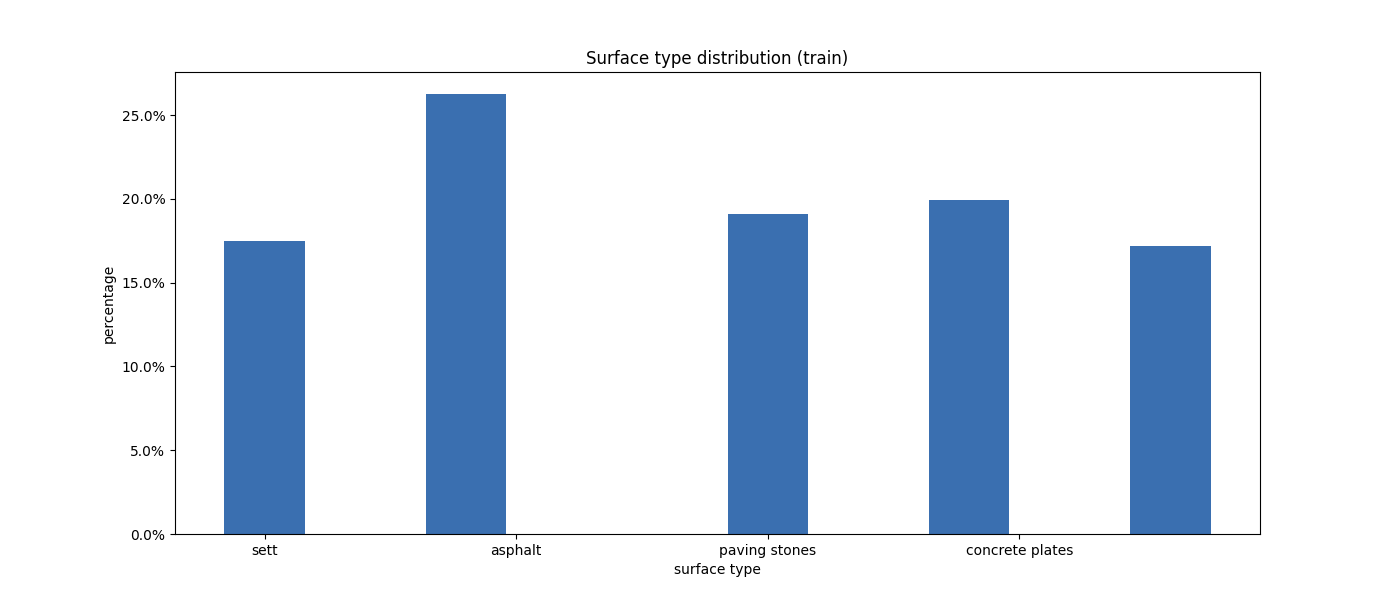 Surface type distribution (train)
25.0%
20.0%
15.0%
10.0%
5.0%
0.0%
percentage
sett asphalt paving stones concrete plates
surface type